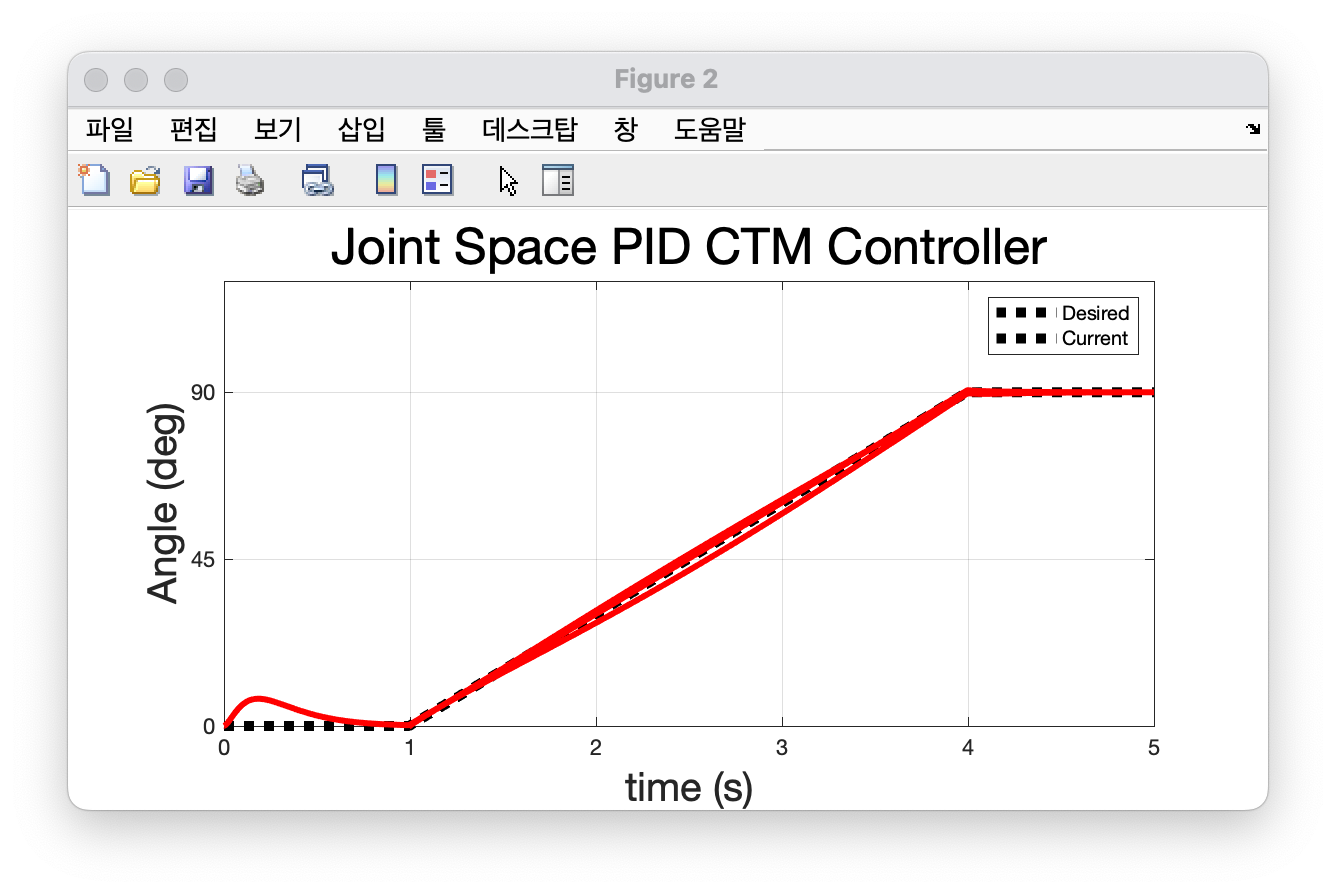 Figure 2
파일 편집 보기 삽입 툴 데스크탑 창 도움말
Joint Space PID CTM Controller
Desired
Current
90
45
0
Angle (deg)
0 1 2 3 4 5
time (s)